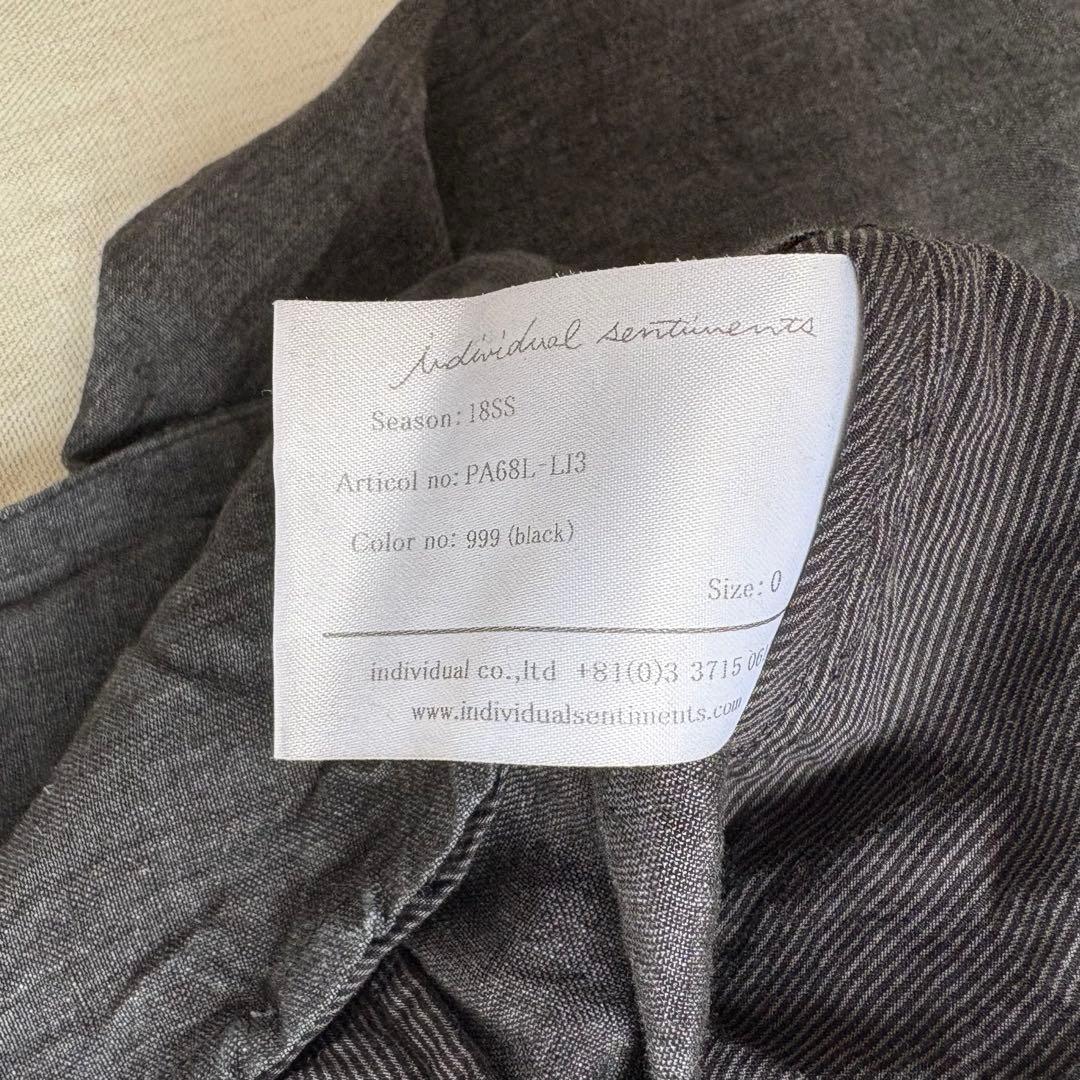 individual sentiments
Season: 18SS
Articol no: PA68L-LI3
Color no: 999 (black)
Size: 0
individual co.,ltd +81(0)3 3715
www.individualsentiments.com